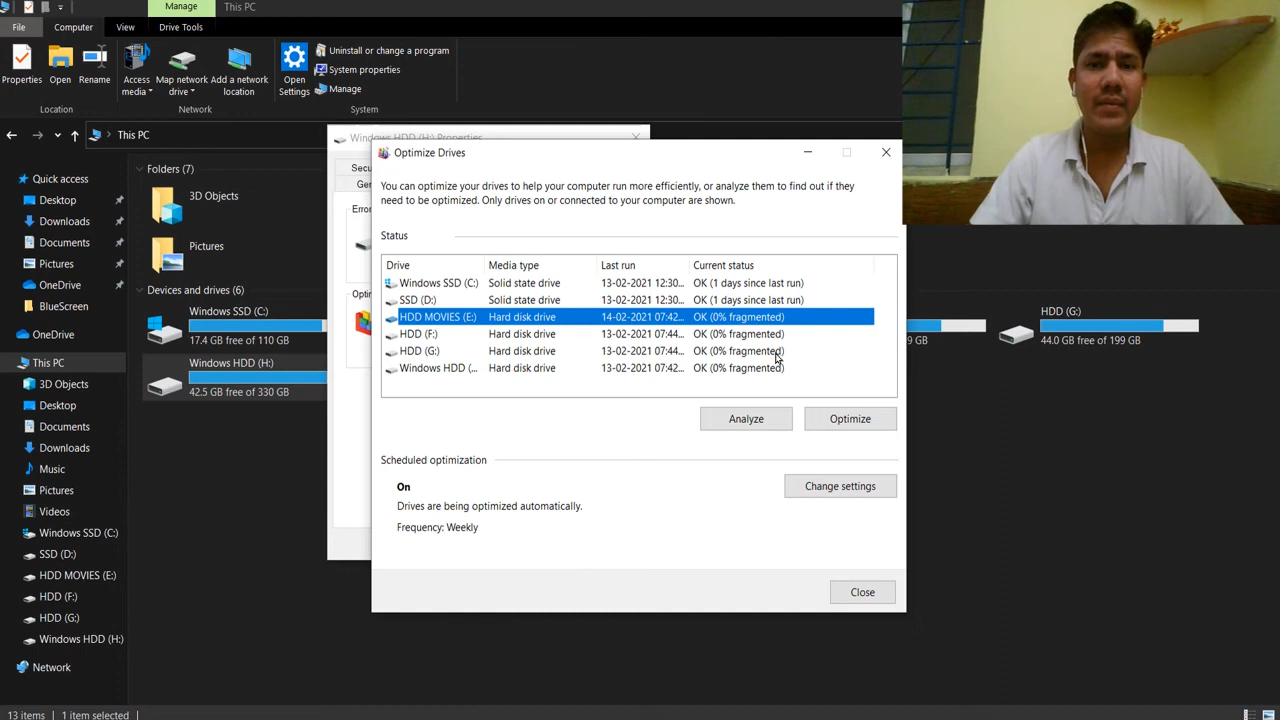 Manage
This PC
File
Computer
View
Drive Tools
Properties
Open
Rename
Access media
Map network drive
Add a network location
Open Settings
Uninstall or change a program
System properties
Manage
Location
Network
System
This PC
Quick access
Desktop
Downloads
Documents
Pictures
OneDrive
BlueScreen
OneDrive
This PC
3D Objects
Desktop
Documents
Downloads
Music
Pictures
Videos
Windows SSD (C:)
SSD (D:)
HDD MOVIES (E:)
HDD (F:)
HDD (G:)
Windows HDD (H:)
Network
Folders (7)
3D Objects
Pictures
Devices and drives (6)
Windows SSD (C:)
17.4 GB free of 110 GB
Windows HDD (H:)
42.5 GB free of 330 GB
HDD (G:)
44.0 GB free of 199 GB
9 GB
Windows HDD (H:) Properties
Secu
Ge
Erro
Opti
Optimize Drives
You can optimize your drives to help your computer run more efficiently, or analyze them to find out if they
need to be optimized. Only drives on or connected to your computer are shown.
Status
Drive Media type Last run Current status
Windows SSD (C:) Solid state drive 13-02-2021 12:30... OK (1 days since last run)
SSD (D:) Solid state drive 13-02-2021 12:30... OK (1 days since last run)
HDD MOVIES (E:) Hard disk drive 14-02-2021 07:42... OK (0% fragmented)
HDD (F:) Hard disk drive 13-02-2021 07:44... OK (0% fragmented)
HDD (G:) Hard disk drive 13-02-2021 07:44... OK (0% fragmented)
Windows HDD (... Hard disk drive 13-02-2021 07:42... OK (0% fragmented)
Analyze
Optimize
Scheduled optimization
On
Change settings
Drives are being optimized automatically.
Frequency: Weekly
Close
13 items
1 item selected